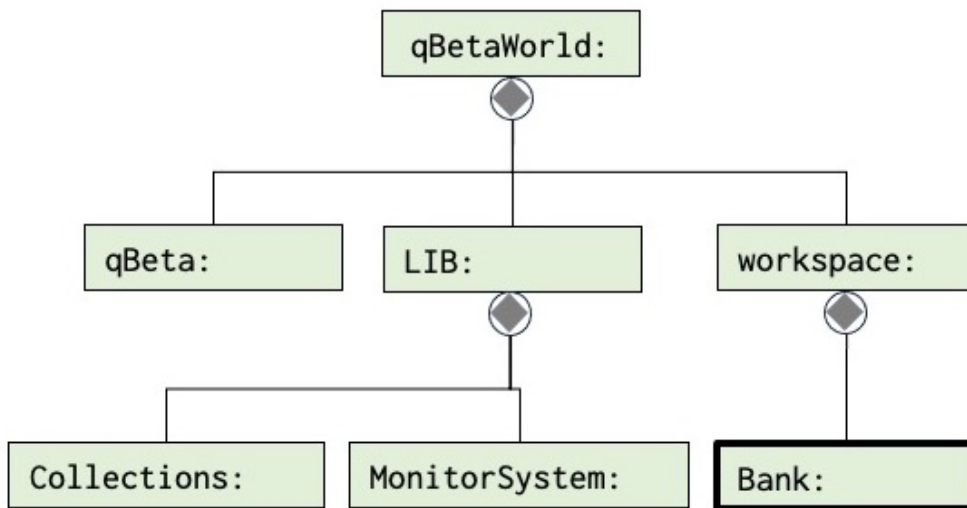 qBetaWorld:
qBeta:
LIB:
workspace:
Collections:
MonitorSystem:
Bank: